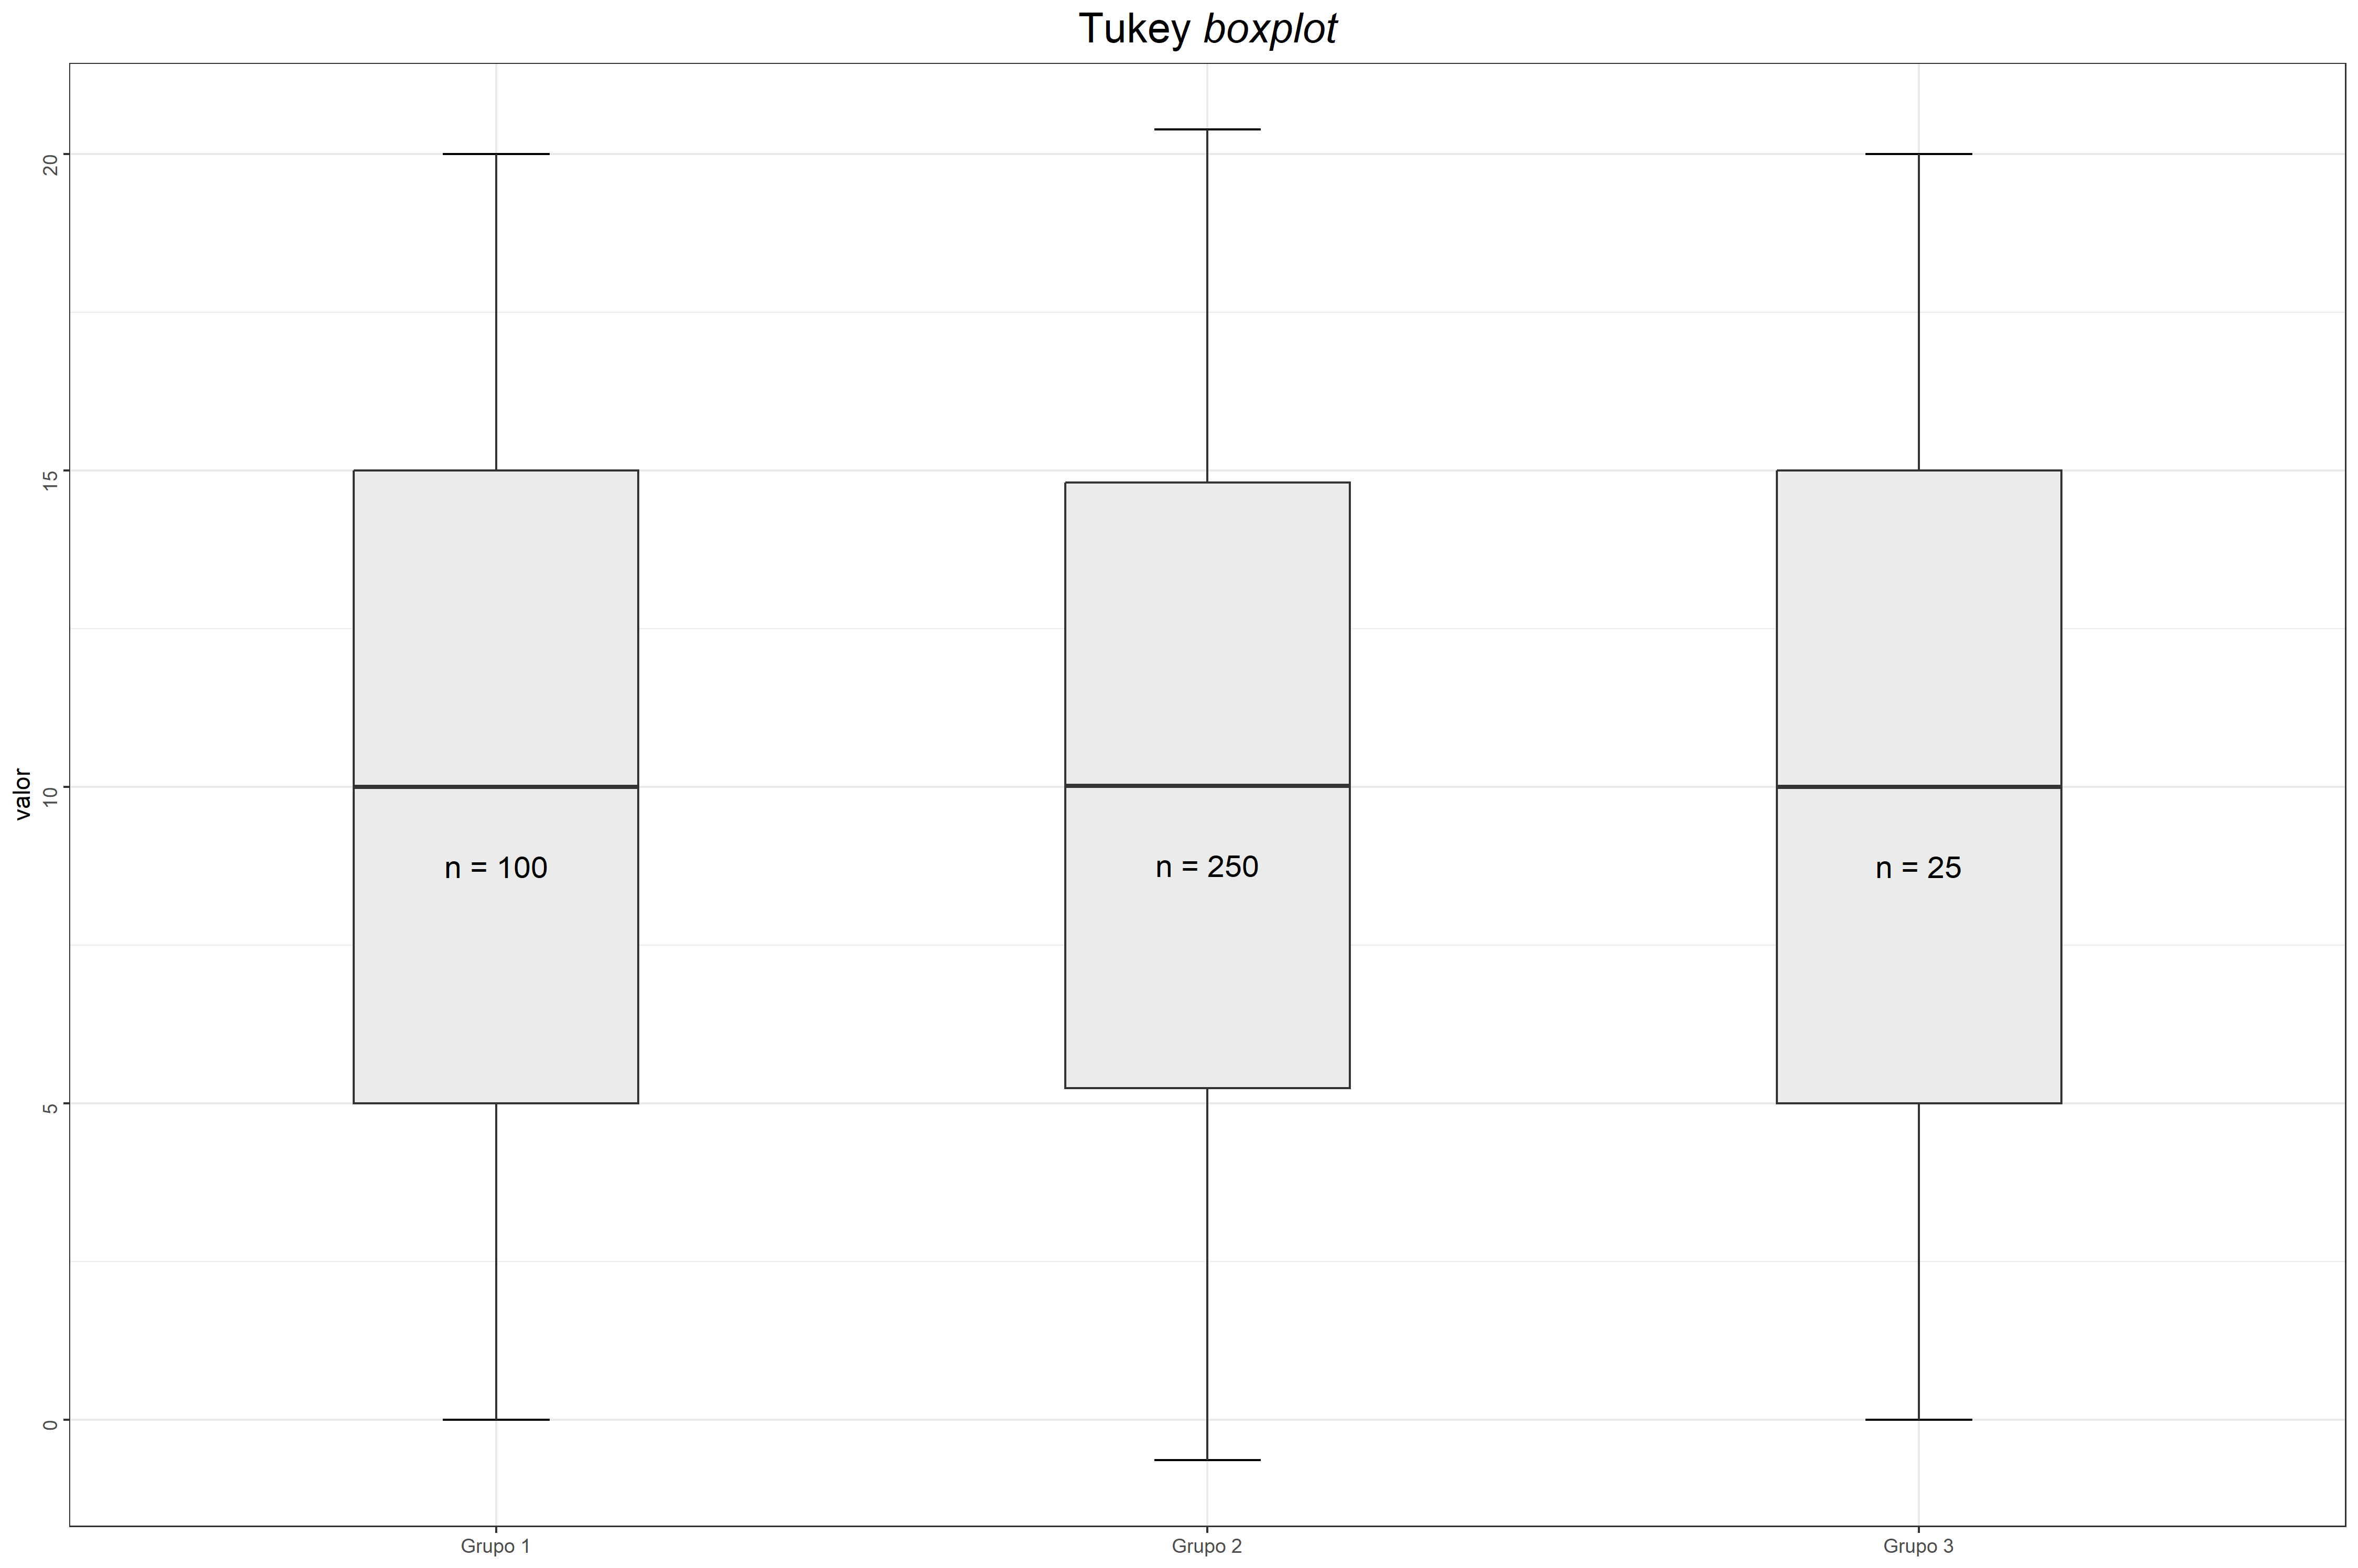 Tukey boxplot
valor
20
15
10
5
0
n = 100
n = 250
n = 25
Grupo 1
Grupo 2
Grupo 3